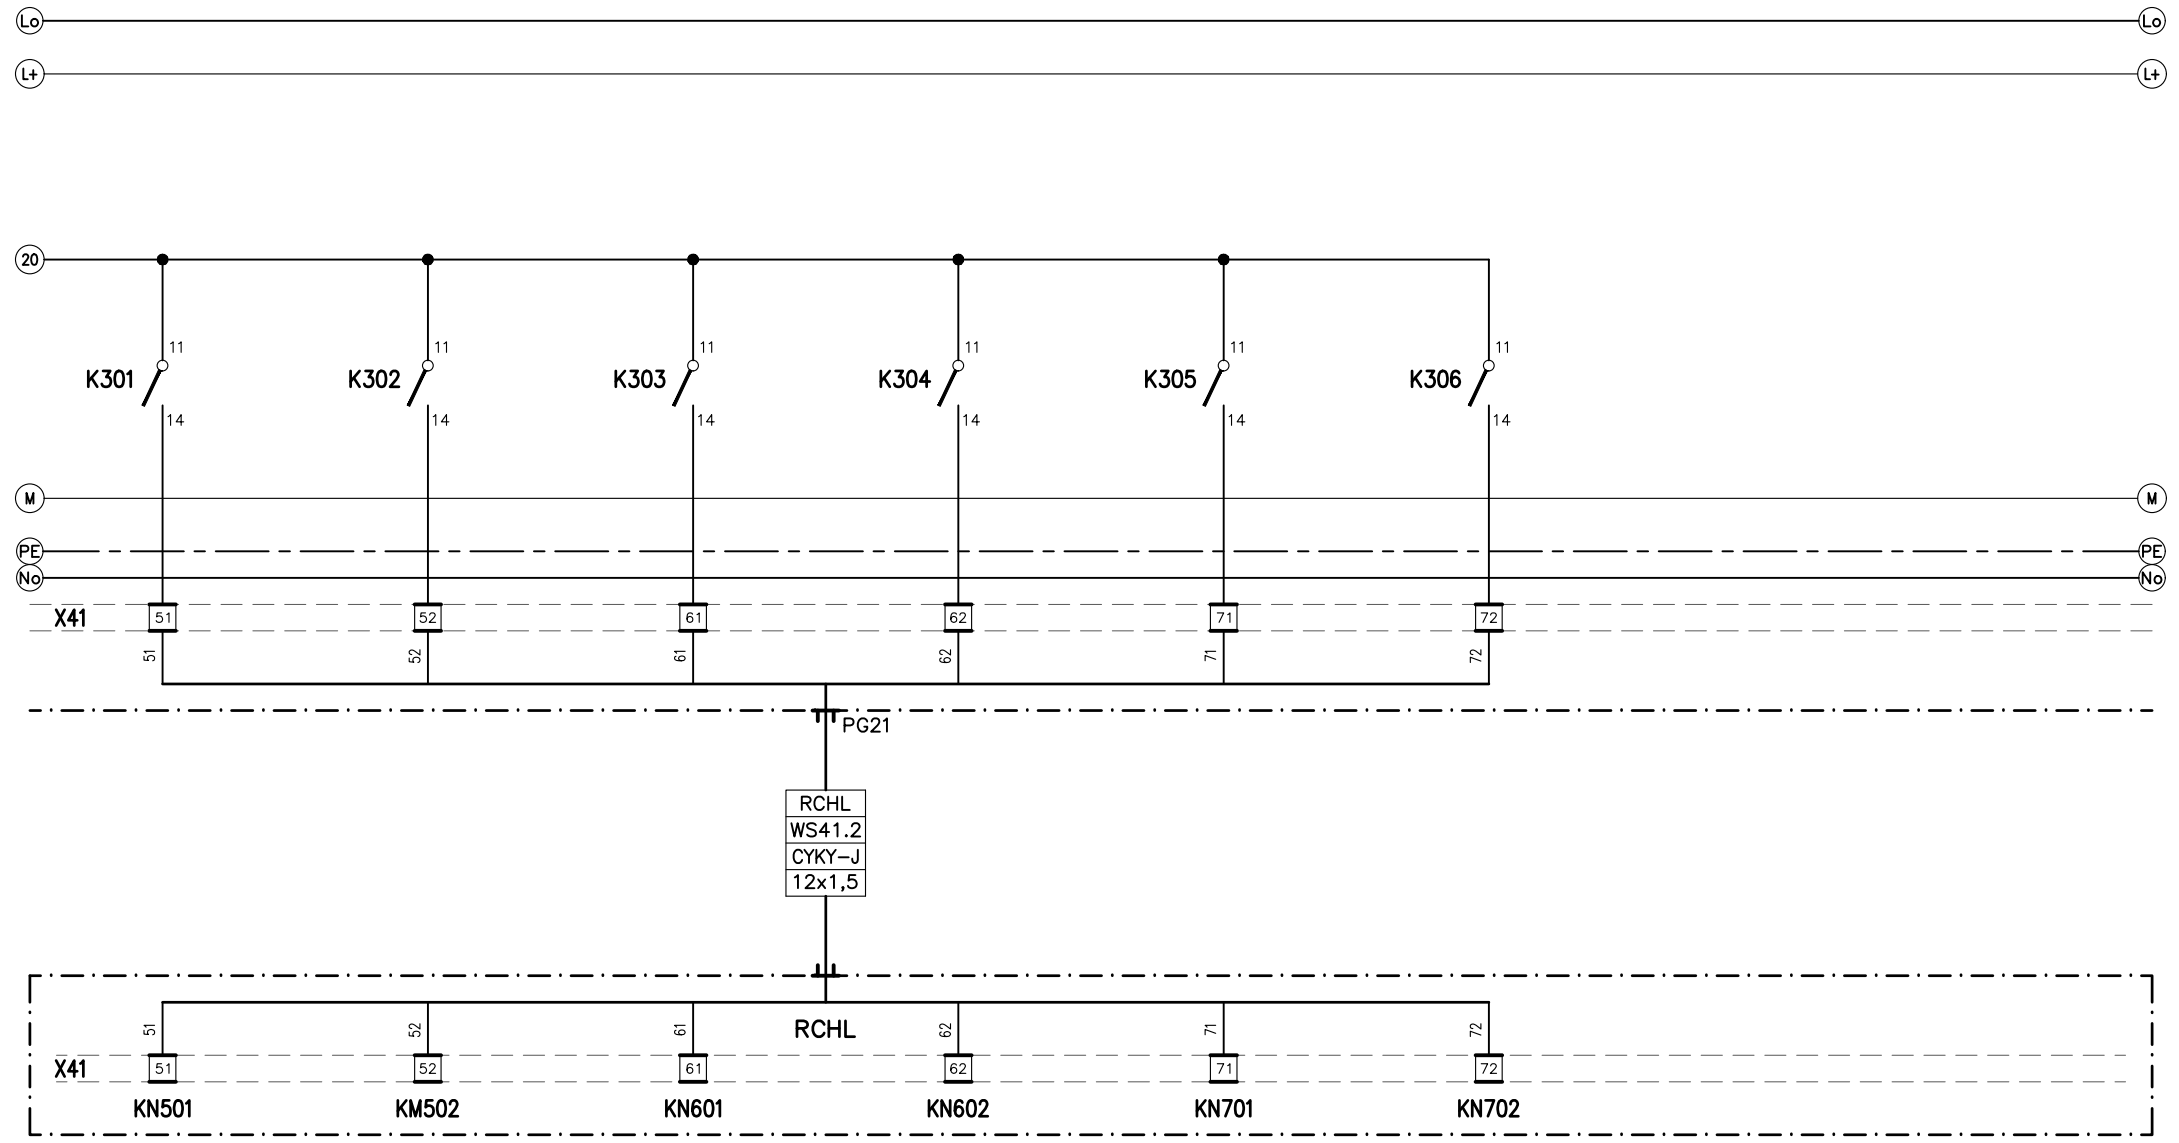 Lo Lo
L+ L+
20
11 11 11 11 11 11
K301 K302 K303 K304 K305 K306
14 14 14 14 14 14
M M
PE PE
No No
X41 51 52 61 62 71 72
51 52 61 62 71 72
PG21
RCHL
WS41.2
CYKY-J
12x1,5
51 52 61 62 71 72
RCHL
X41 51 52 61 62 71 72
KN501 KM502 KN601 KN602 KN701 KN702